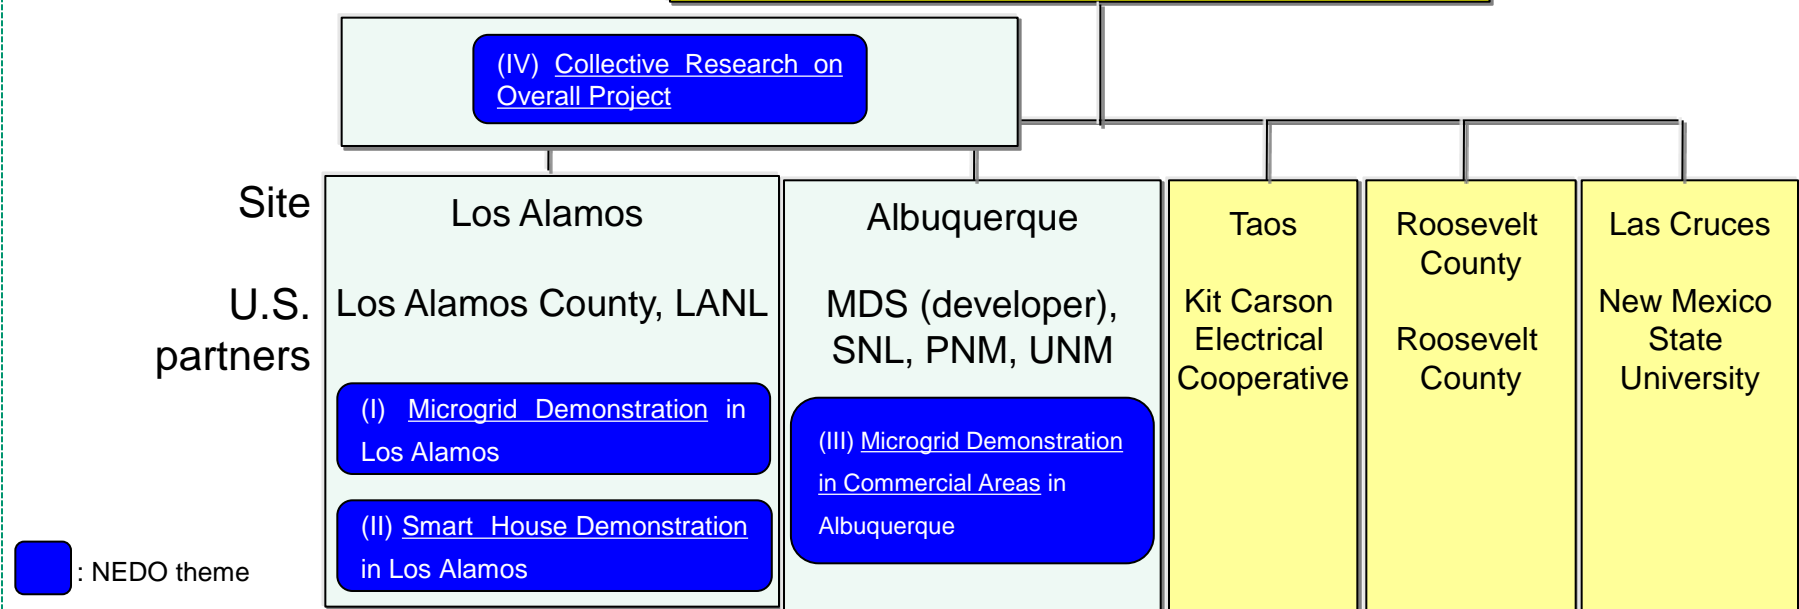 (IV) Collective Research on
Overall Project
Site
Los Alamos
Albuquerque
Taos
Roosevelt
County
Las Cruces
U.S.
partners
Los Alamos County, LANL
MDS (developer),
SNL, PNM, UNM
Kit Carson
Electrical
Cooperative
Roosevelt
County
New Mexico
State
University
(I) Microgrid Demonstration in
Los Alamos
(II) Smart House Demonstration
in Los Alamos
(III) Microgrid Demonstration
in Commercial Areas in
Albuquerque
: NEDO theme